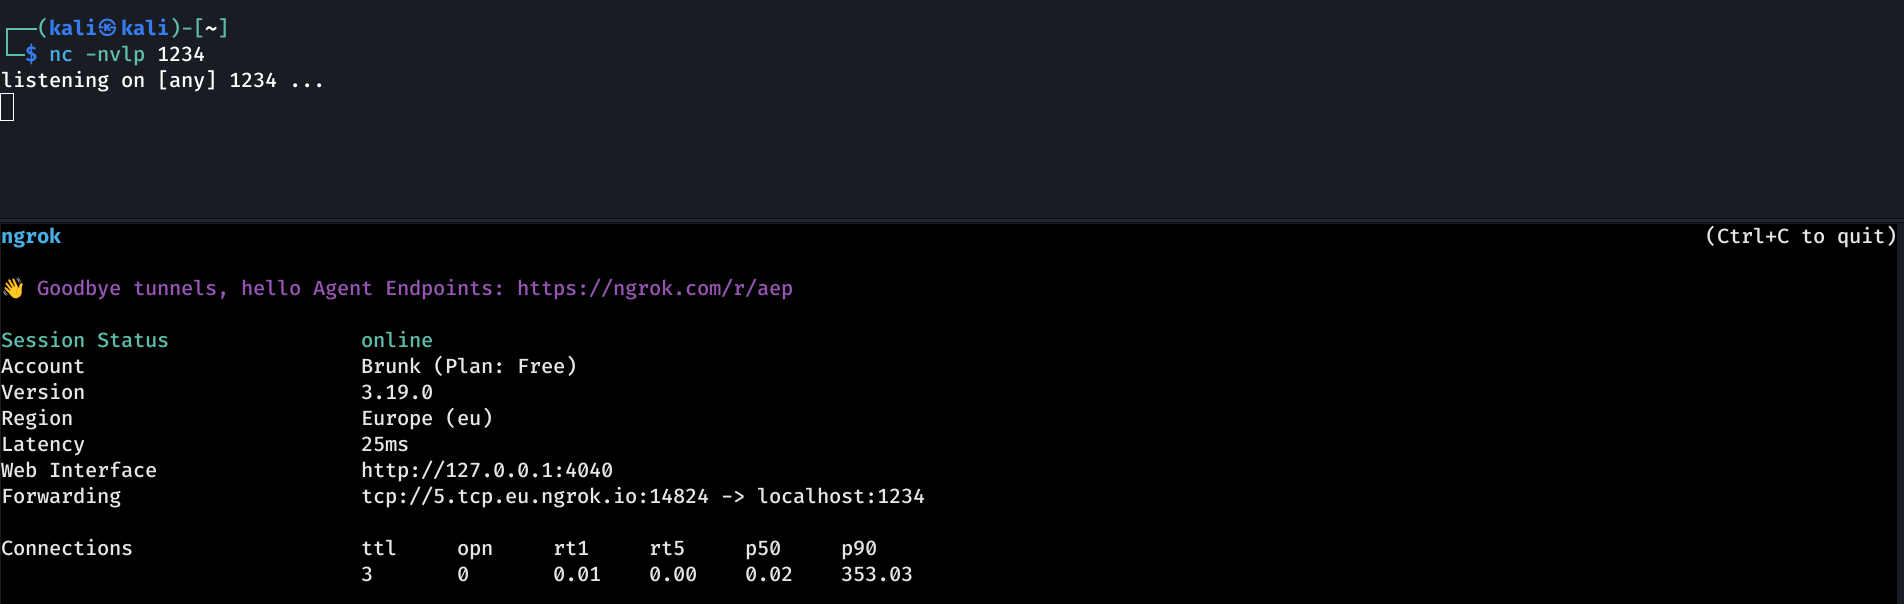 ┌──(kali㉿kali)-[~]
└─$ nc -nvlp 1234
listening on [any] 1234 ...
ngrok (Ctrl+C to quit)
👋 Goodbye tunnels, hello Agent Endpoints: https://ngrok.com/r/aep
Session Status online
Account Brunk (Plan: Free)
Version 3.19.0
Region Europe (eu)
Latency 25ms
Web Interface http://127.0.0.1:4040
Forwarding tcp://5.tcp.eu.ngrok.io:14824 -> localhost:1234
Connections ttl opn rt1 rt5 p50 p90
3 0 0.01 0.00 0.02 353.03